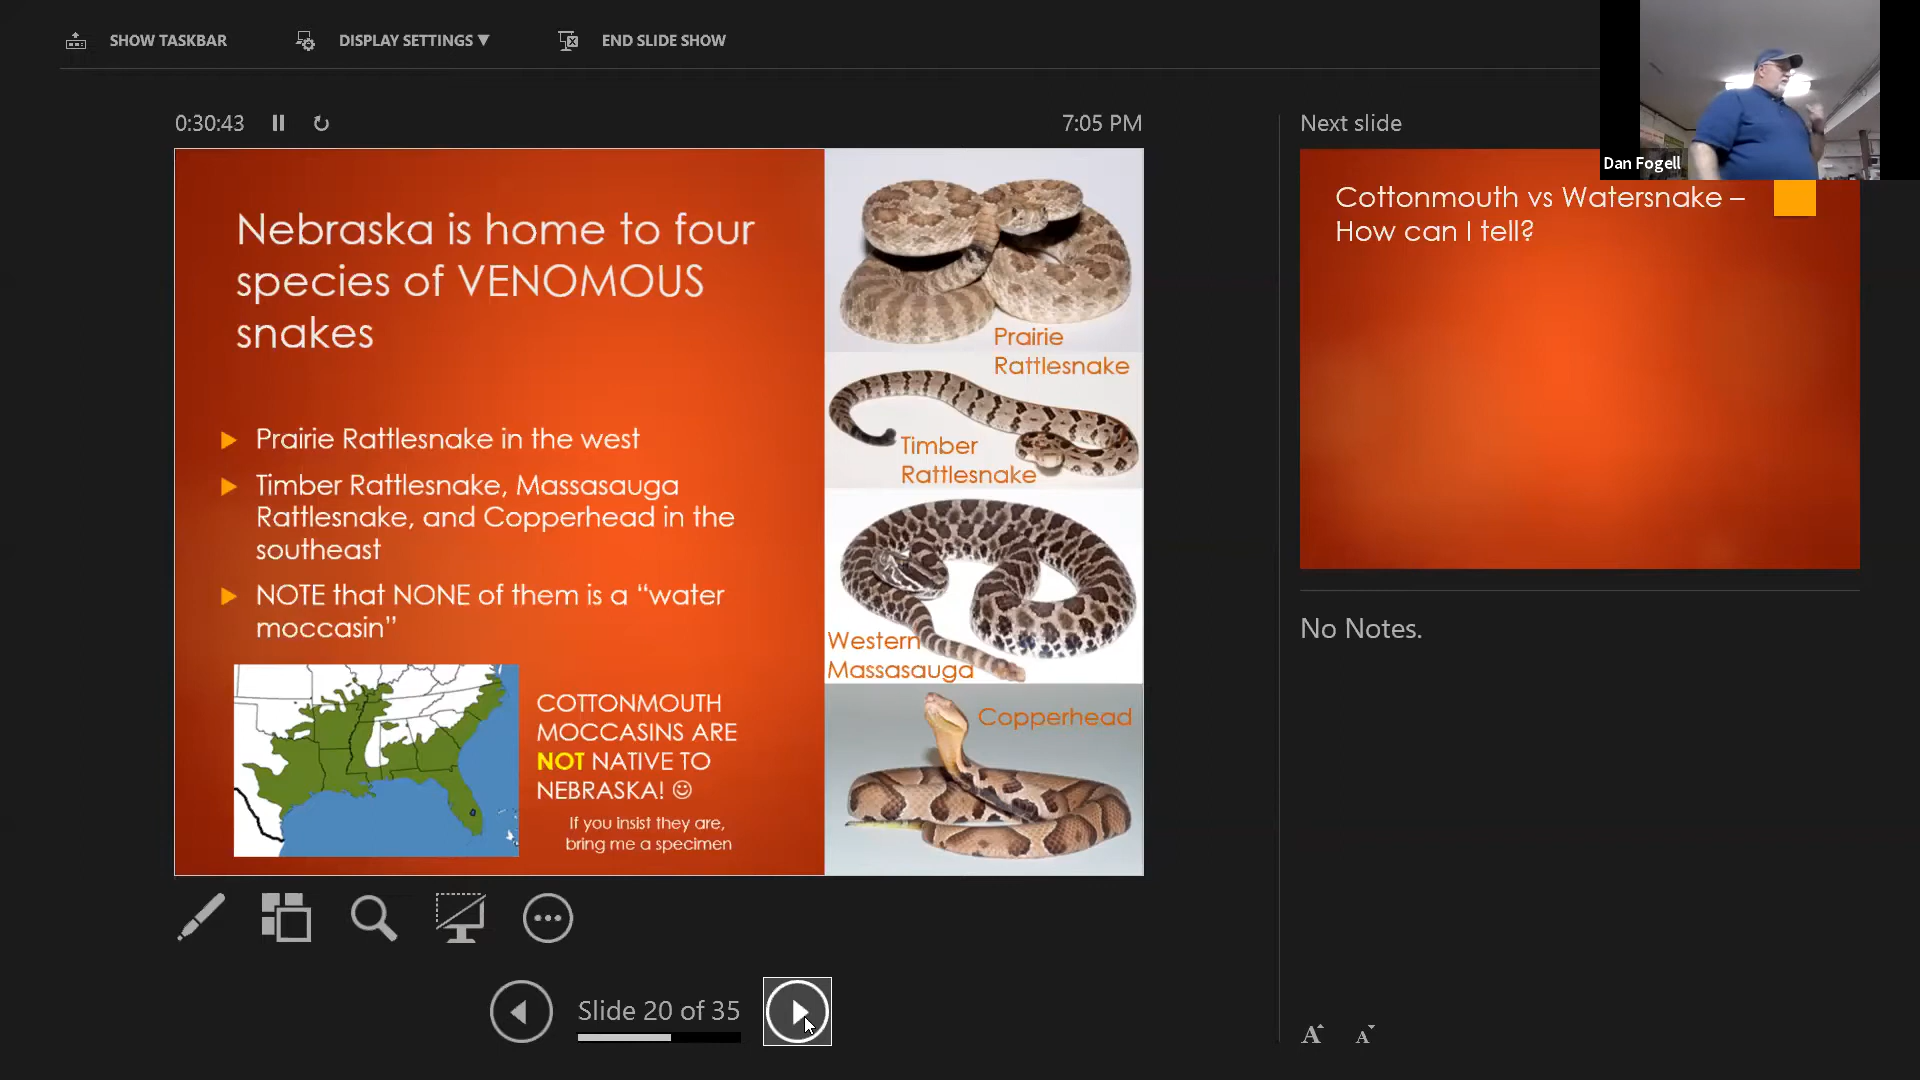 SHOW TASKBAR
DISPLAY SETTINGS ▼
END SLIDE SHOW
Dan Fogell
0:30:43
7:05 PM
Nebraska is home to four
species of VENOMOUS
snakes
Prairie Rattlesnake in the west
Timber Rattlesnake, Massasauga
Rattlesnake, and Copperhead in the
southeast
NOTE that NONE of them is a “water
moccasin”
COTTONMOUTH
MOCCASINS ARE
NOT NATIVE TO
NEBRASKA! ☺
If you insist they are,
bring me a specimen
Prairie
Rattlesnake
Timber
Rattlesnake
Western
Massasauga
Copperhead
Next slide
Cottonmouth vs Watersnake –
How can I tell?
No Notes.
Slide 20 of 35
A A